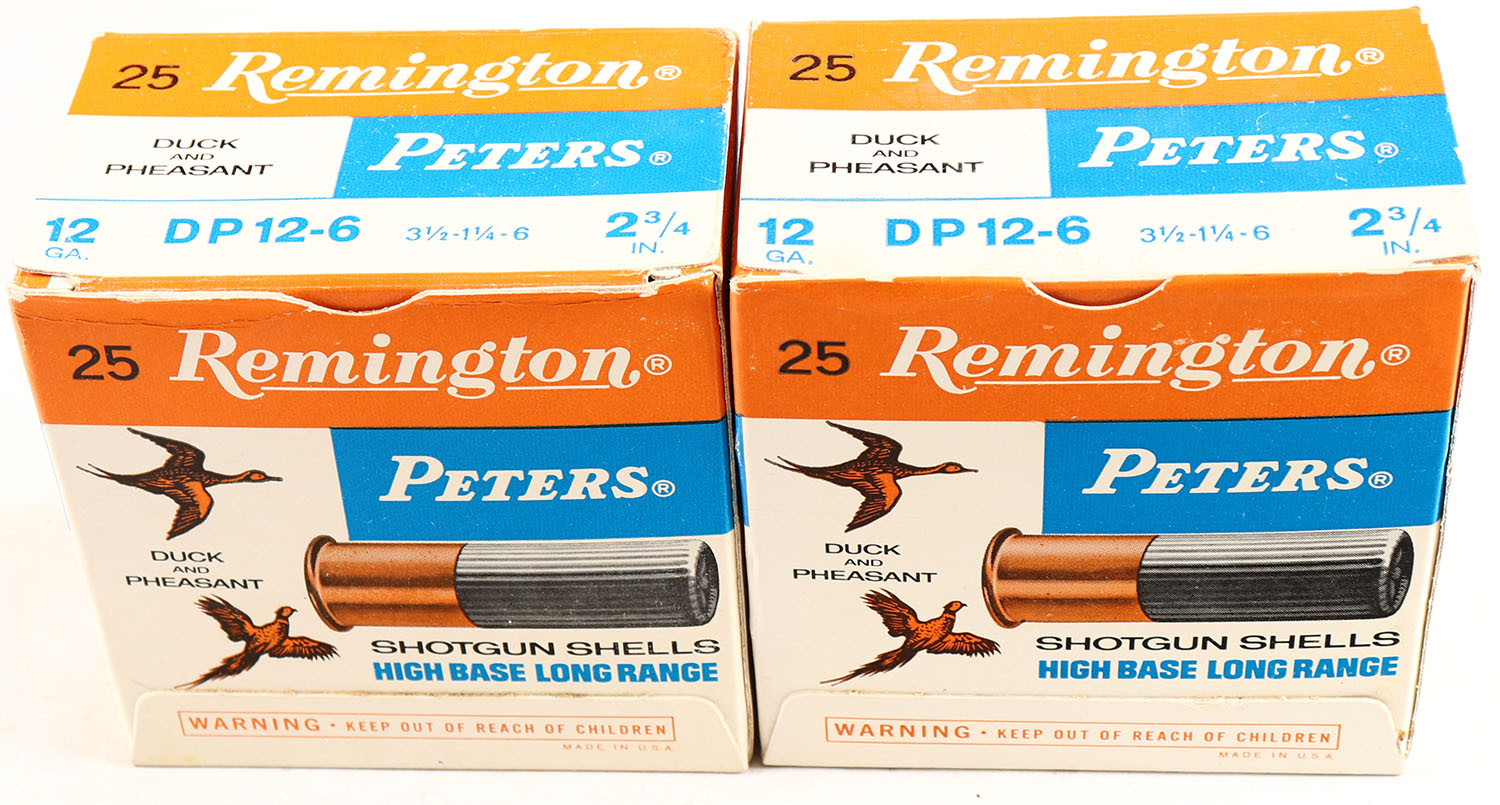 25 Remington®
DUCK
AND
PHEASANT
PETERS®
12
GA.
DP 12-6
3½-1¼-6
2 3/4
IN.
25 Remington®
PETERS®
DUCK
AND
PHEASANT
SHOTGUN SHELLS
HIGH BASE LONG RANGE
WARNING • KEEP OUT OF REACH OF CHILDREN
MADE IN U.S.A.
25 Remington®
DUCK
AND
PHEASANT
PETERS®
12
GA.
DP 12-6
3½-1¼-6
2 3/4
IN.
25 Remington®
PETERS®
DUCK
AND
PHEASANT
SHOTGUN SHELLS
HIGH BASE LONG RANGE
WARNING • KEEP OUT OF REACH OF CHILDREN
MADE IN U.S.A.